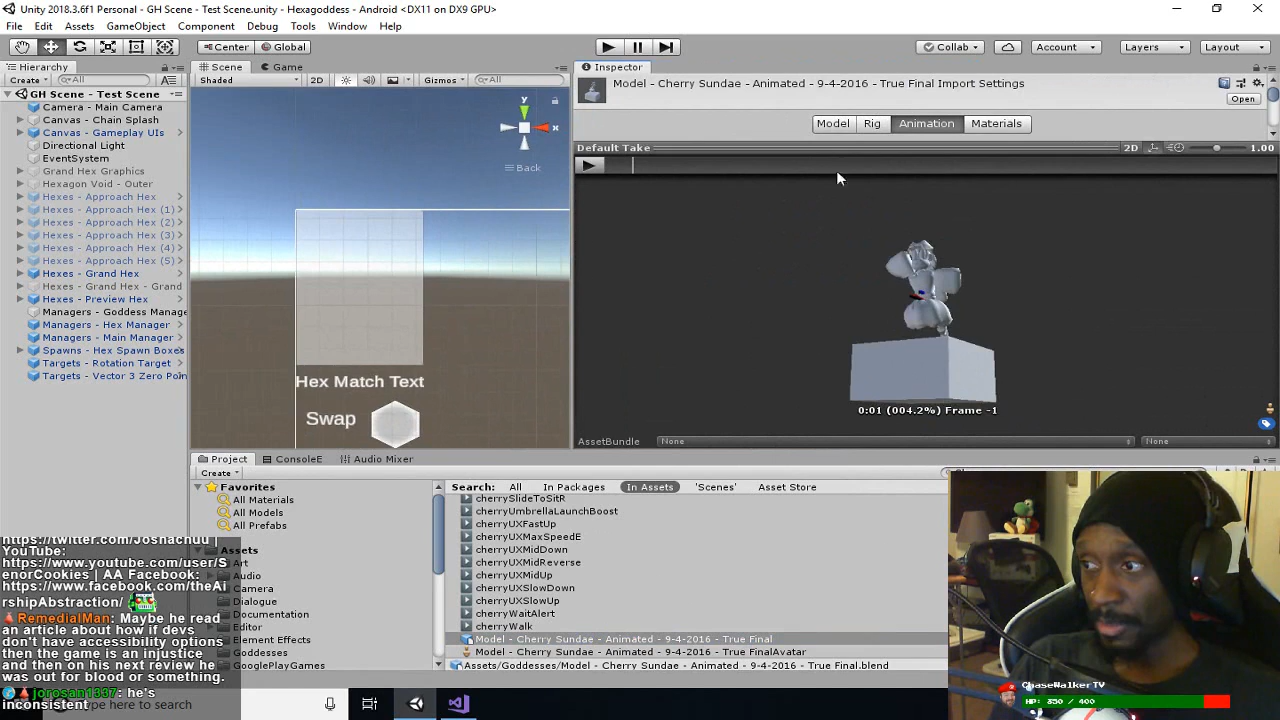 Unity 2018.3.6f1 Personal - GH Scene - Test Scene.unity - Hexagoddess - Android <DX11 on DX9 GPU>
File Edit Assets GameObject Component Debug Tools Window Help
Center Global Collab Account Layers Layout
Hierarchy Scene Game Inspector
Create All Shaded 2D Gizmos All
GH Scene - Test Scene
Camera - Main Camera
Canvas - Chain Splash
Canvas - Gameplay UIs
Directional Light
EventSystem
Grand Hex Graphics
Hexagon Void - Outer
Hexes - Approach Hex
Hexes - Approach Hex (1)
Hexes - Approach Hex (2)
Hexes - Approach Hex (3)
Hexes - Approach Hex (4)
Hexes - Approach Hex (5)
Hexes - Grand Hex
Hexes - Grand Hex - Grand
Hexes - Preview Hex
Managers - Goddess Manage
Managers - Hex Manager
Managers - Main Manager
Spawns - Hex Spawn Boxes
Targets - Rotation Target
Targets - Vector 3 Zero Poin
y
x
Back
Hex Match Text
Swap
Model - Cherry Sundae - Animated - 9-4-2016 - True Final Import Settings
Open
Model Rig Animation Materials
Default Take 2D 1.00
0:01 (004.2%) Frame -1
AssetBundle None None
Project ConsoleE Audio Mixer
Create
Favorites
All Materials
All Models
All Prefabs
Assets
Art
Audio
Camera
Dialogue
Documentation
Editor
Element Effects
Goddesses
GooglePlayGames
Search: All In Packages In Assets 'Scenes' Asset Store
cherrySlideToSitR
cherryUmbrellaLaunchBoost
cherryUXFastUp
cherryUXMaxSpeedE
cherryUXMidDown
cherryUXMidReverse
cherryUXMidUp
cherryUXSlowDown
cherryUXSlowUp
cherryWaitAlert
cherryWalk
Model - Cherry Sundae - Animated - 9-4-2016 - True Final
Model - Cherry Sundae - Animated - 9-4-2016 - True FinalAvatar
Assets/Goddesses/Model - Cherry Sundae - Animated - 9-4-2016 - True Final.blend
https://twitter.com/Joshachuu |
YouTube:
https://www.youtube.com/user/S
enorCookies | AA Facebook:
https://www.facebook.com/theAi
rshipAbstraction/
RemedialMan: Maybe he read
an article about how if devs
don't have accessibility options
then the game is an injustice
and then on his next review he
was out for blood or something.
jorosan1337: he's
inconsistent
ype here to search
ChaseWalkerTV
HP: 350 / 400